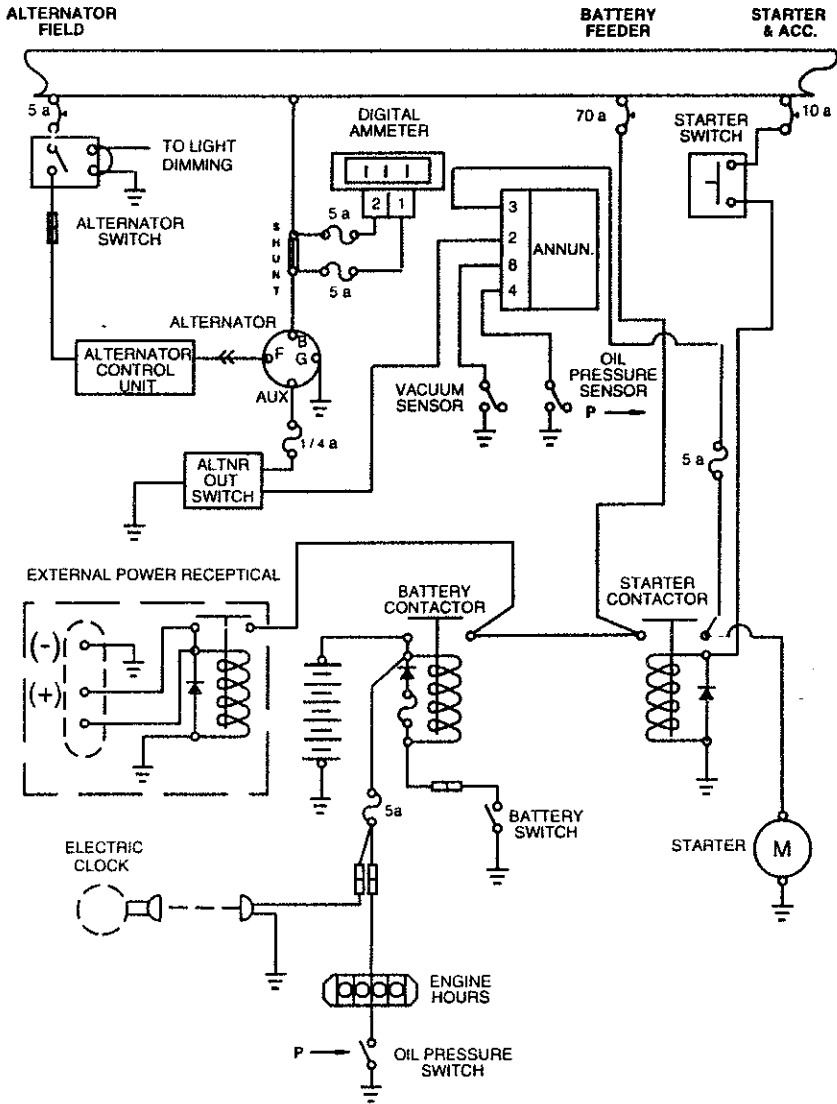 ALTERNATOR
FIELD
BATTERY
FEEDER
STARTER
& ACC.
5 a
70 a
10 a
DIGITAL
AMMETER
STARTER
SWITCH
TO LIGHT
DIMMING
2 1
3
2
8
4
ANNUN.
5 a
5 a
SHUNT
ALTERNATOR
SWITCH
ALTERNATOR
B
F
G
AUX
ALTERNATOR
CONTROL
UNIT
VACUUM
SENSOR
OIL
PRESSURE
SENSOR
P
1/4 a
5 a
ALTNR
OUT
SWITCH
EXTERNAL POWER RECEPTICAL
(-)
(+)
BATTERY
CONTACTOR
STARTER
CONTACTOR
5a
BATTERY
SWITCH
STARTER
M
ELECTRIC
CLOCK
ENGINE
HOURS
P
OIL PRESSURE
SWITCH